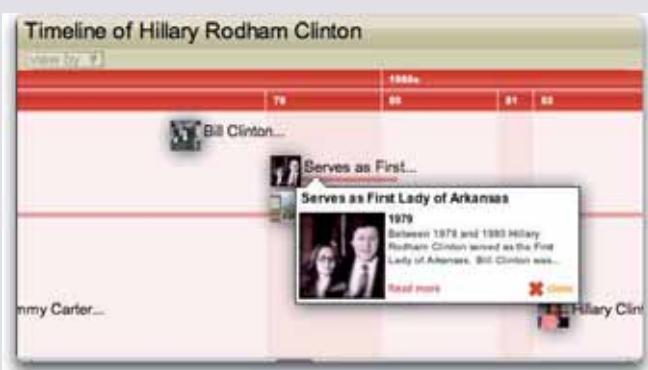 Timeline of Hillary Rodham Clinton
view by
1980s
79
80
81
82
Bill Clinton...
Serves as First...
Serves as First Lady of Arkansas
1979
Between 1979 and 1980 Hillary
Rodham Clinton served as the First
Lady of Arkansas. Bill Clinton was...
Read more
close
mmy Carter...
Hillary Clin